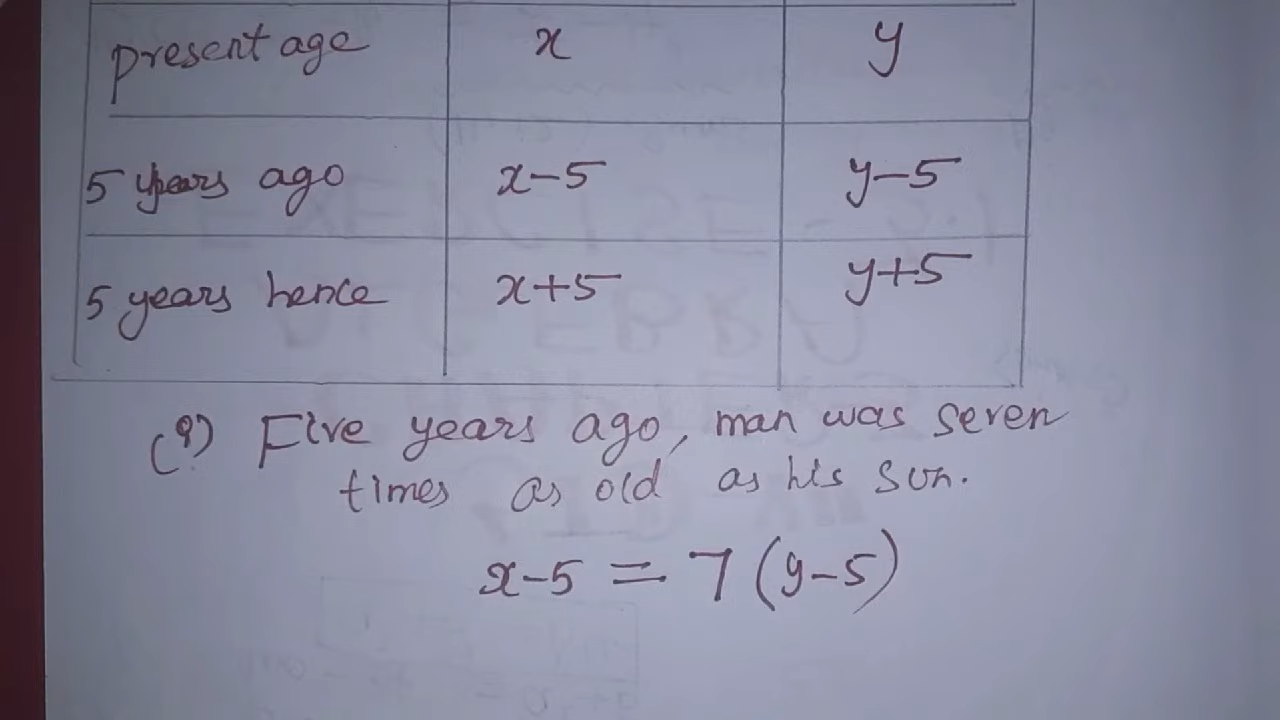 present age x y
5 years ago x-5 y-5
5 years hence x+5 y+5
(i) Five years ago, man was seven
times as old as his son.
x-5 = 7(y-5)